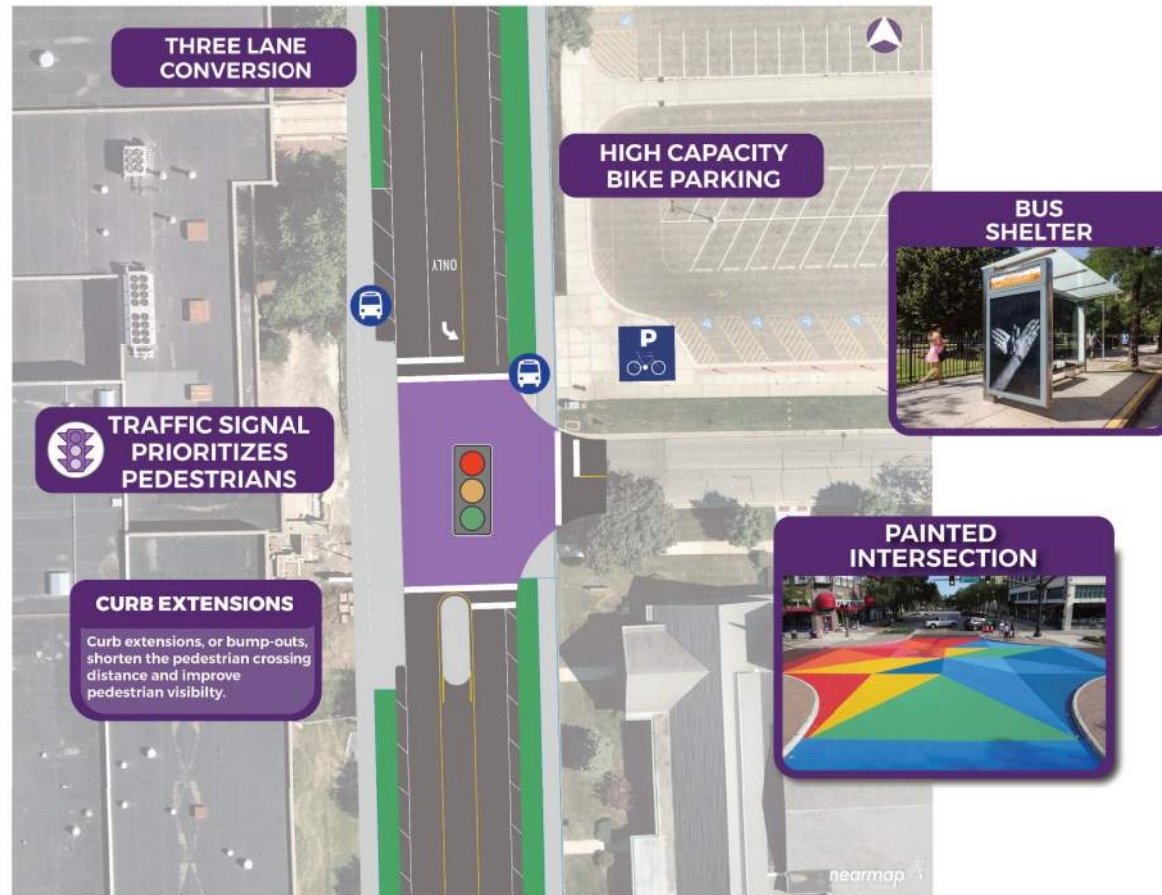 THREE LANE
CONVERSION
HIGH CAPACITY
BIKE PARKING
BUS
SHELTER
ONLY
P
TRAFFIC SIGNAL
PRIORITIZES
PEDESTRIANS
PAINTED
INTERSECTION
CURB EXTENSIONS
Curb extensions, or bump-outs,
shorten the pedestrian crossing
distance and improve
pedestrian visibilty.
nearmap